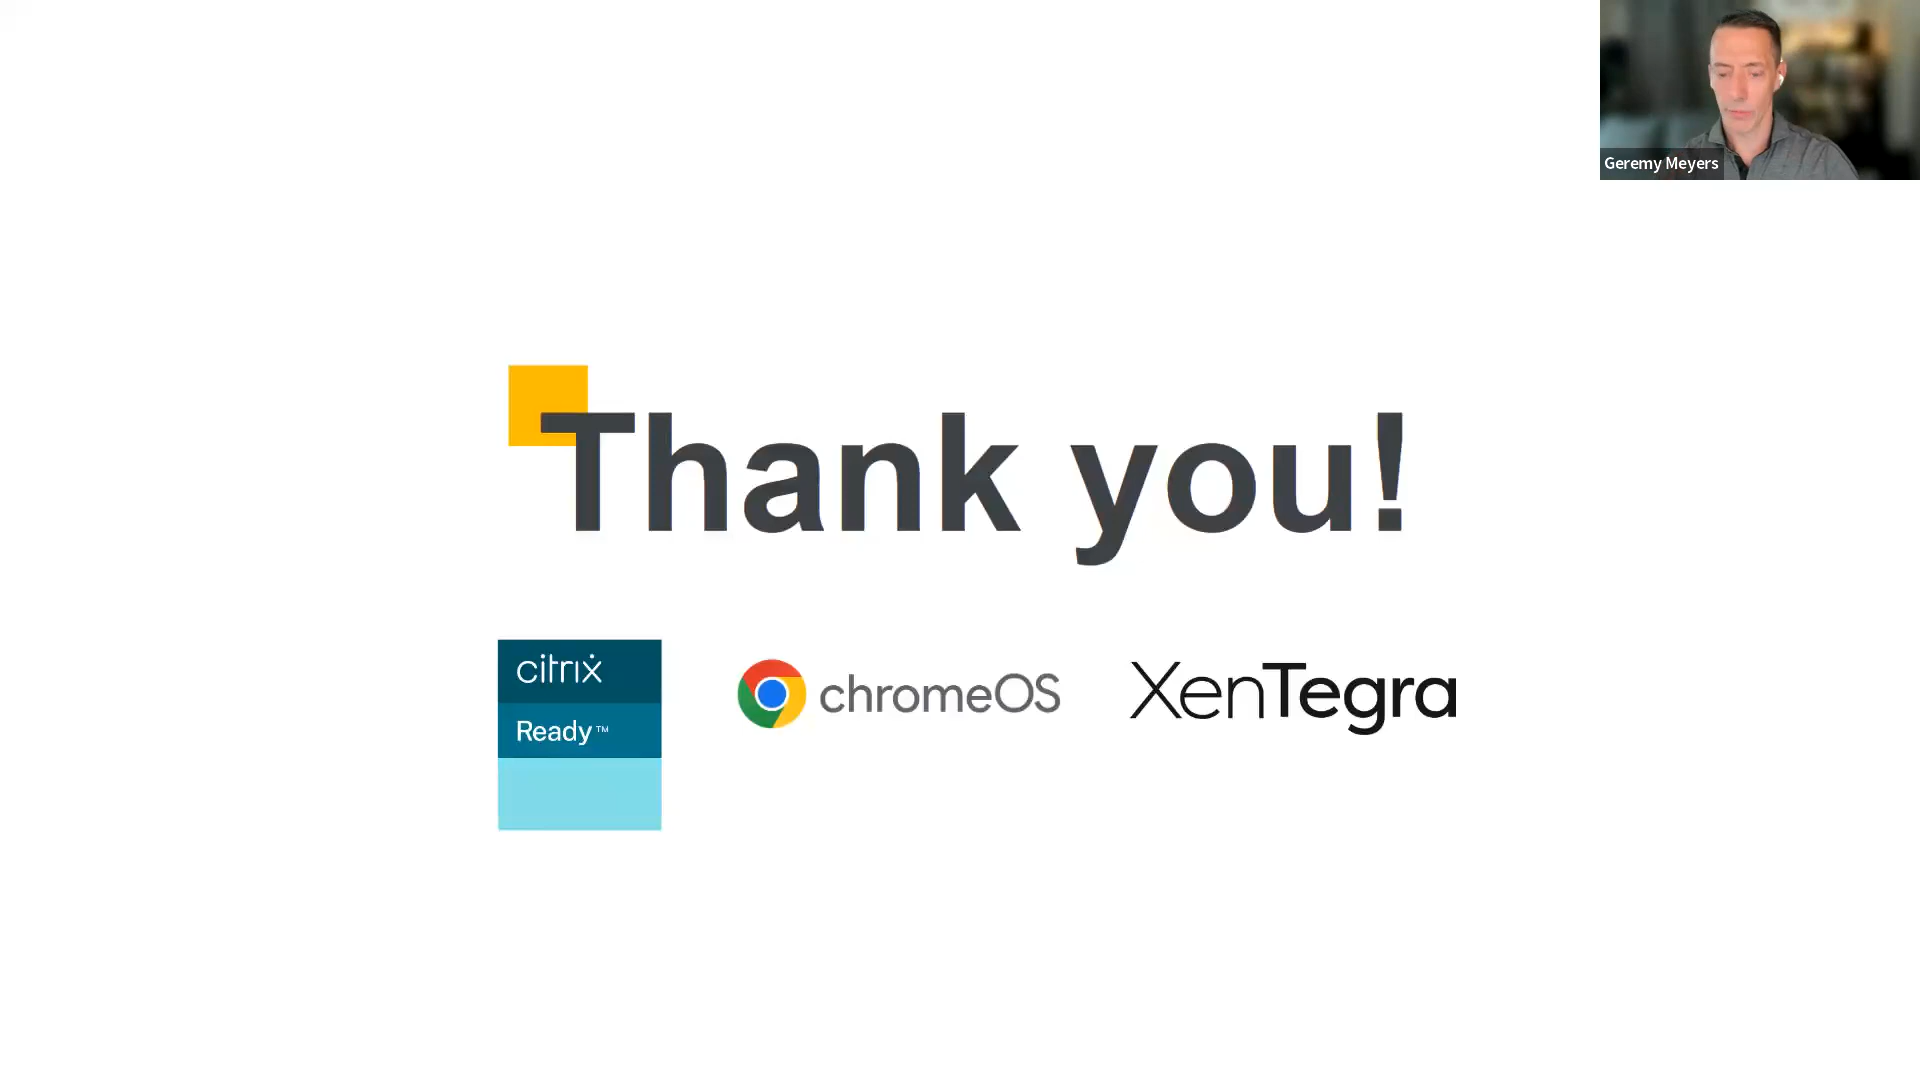 Geremy Meyers
Thank you!
citrix
Ready™
chromeOS
XenTegra